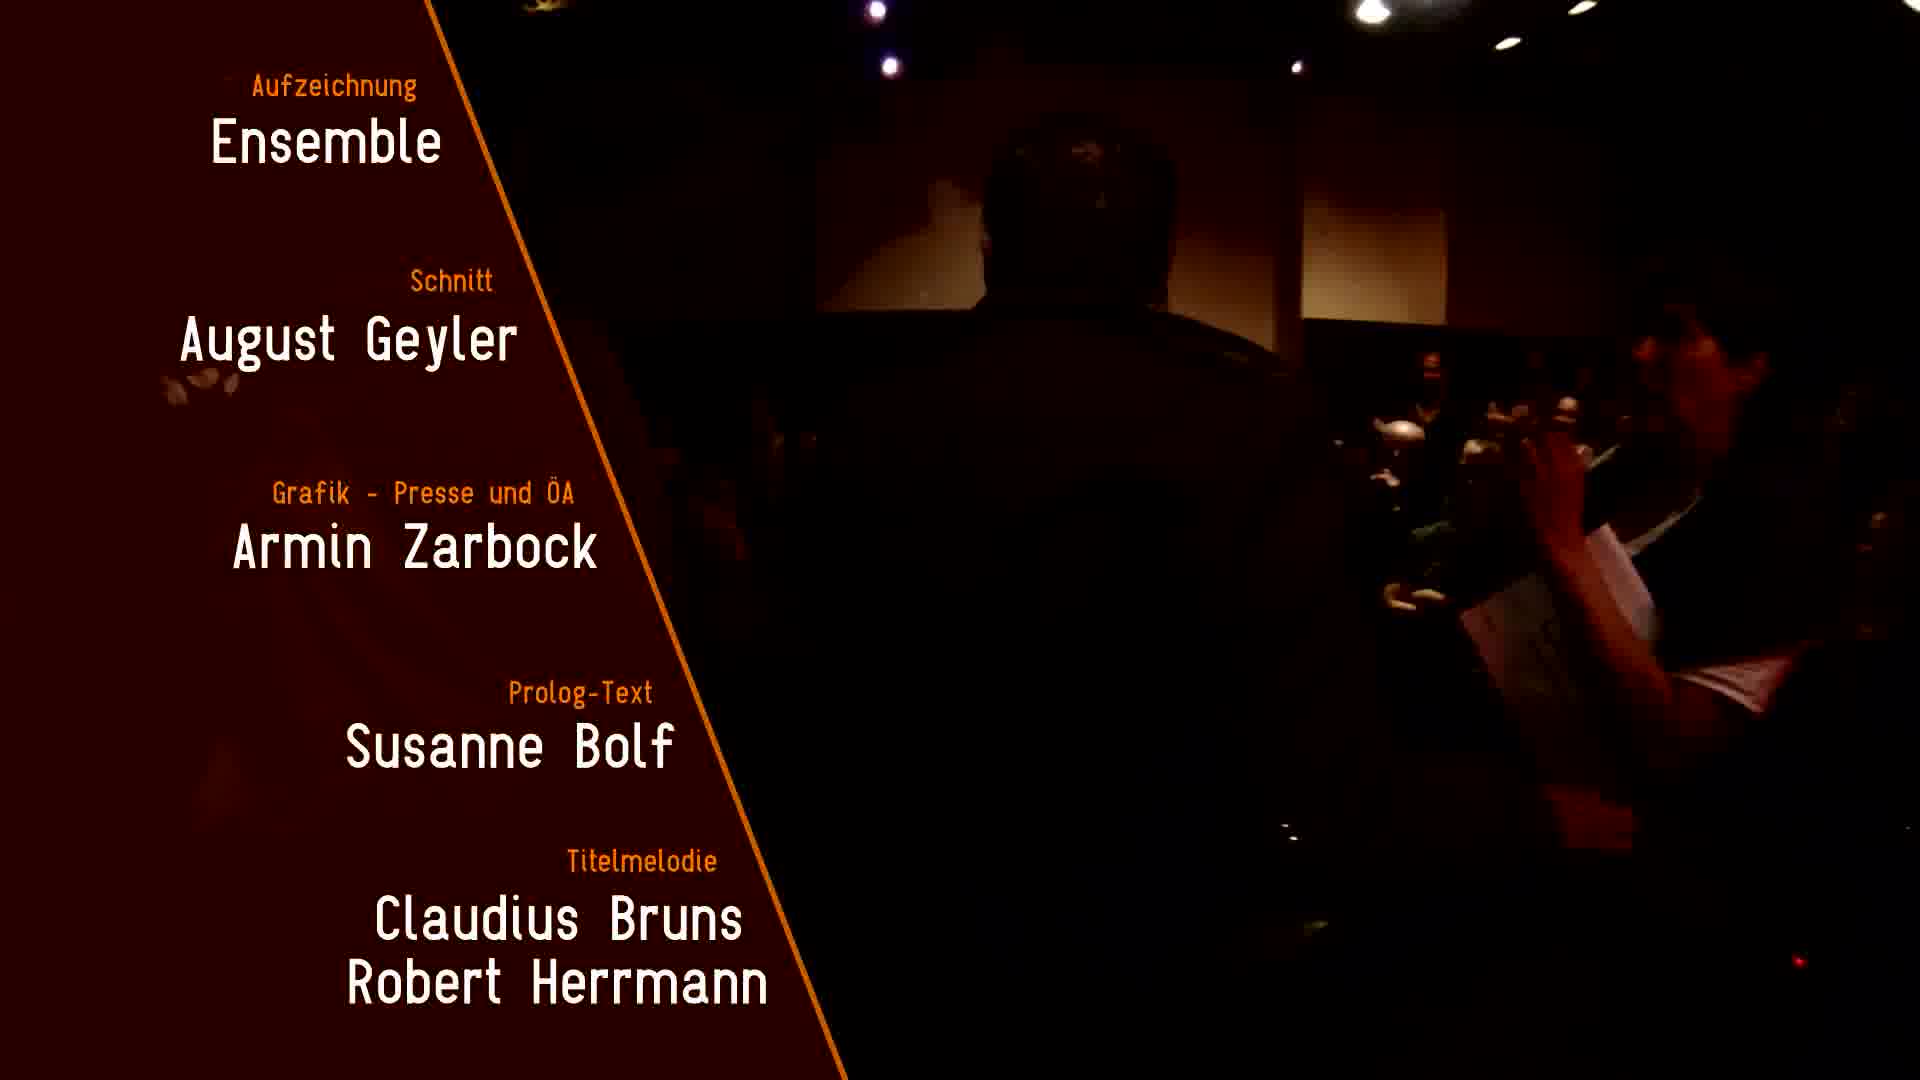 Aufzeichnung
Ensemble
Schnitt
August Geyler
Grafik - Presse und ÖA
Armin Zarbock
Prolog-Text
Susanne Bolf
Titelmelodie
Claudius Bruns
Robert Herrmann